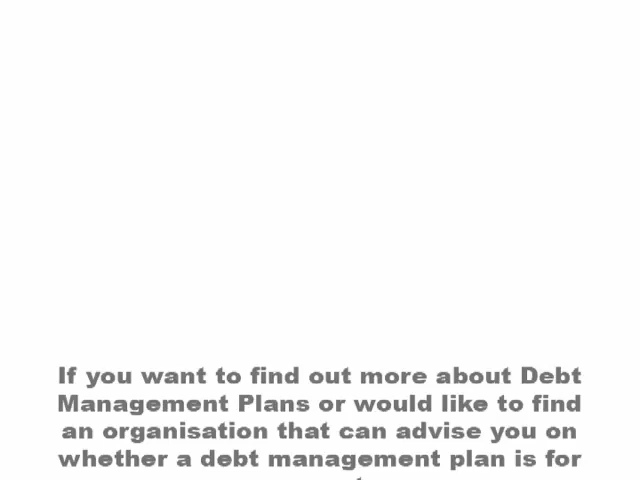 If you want to find out more about Debt
Management Plans or would like to find
an organisation that can advise you on
whether a debt management plan is for